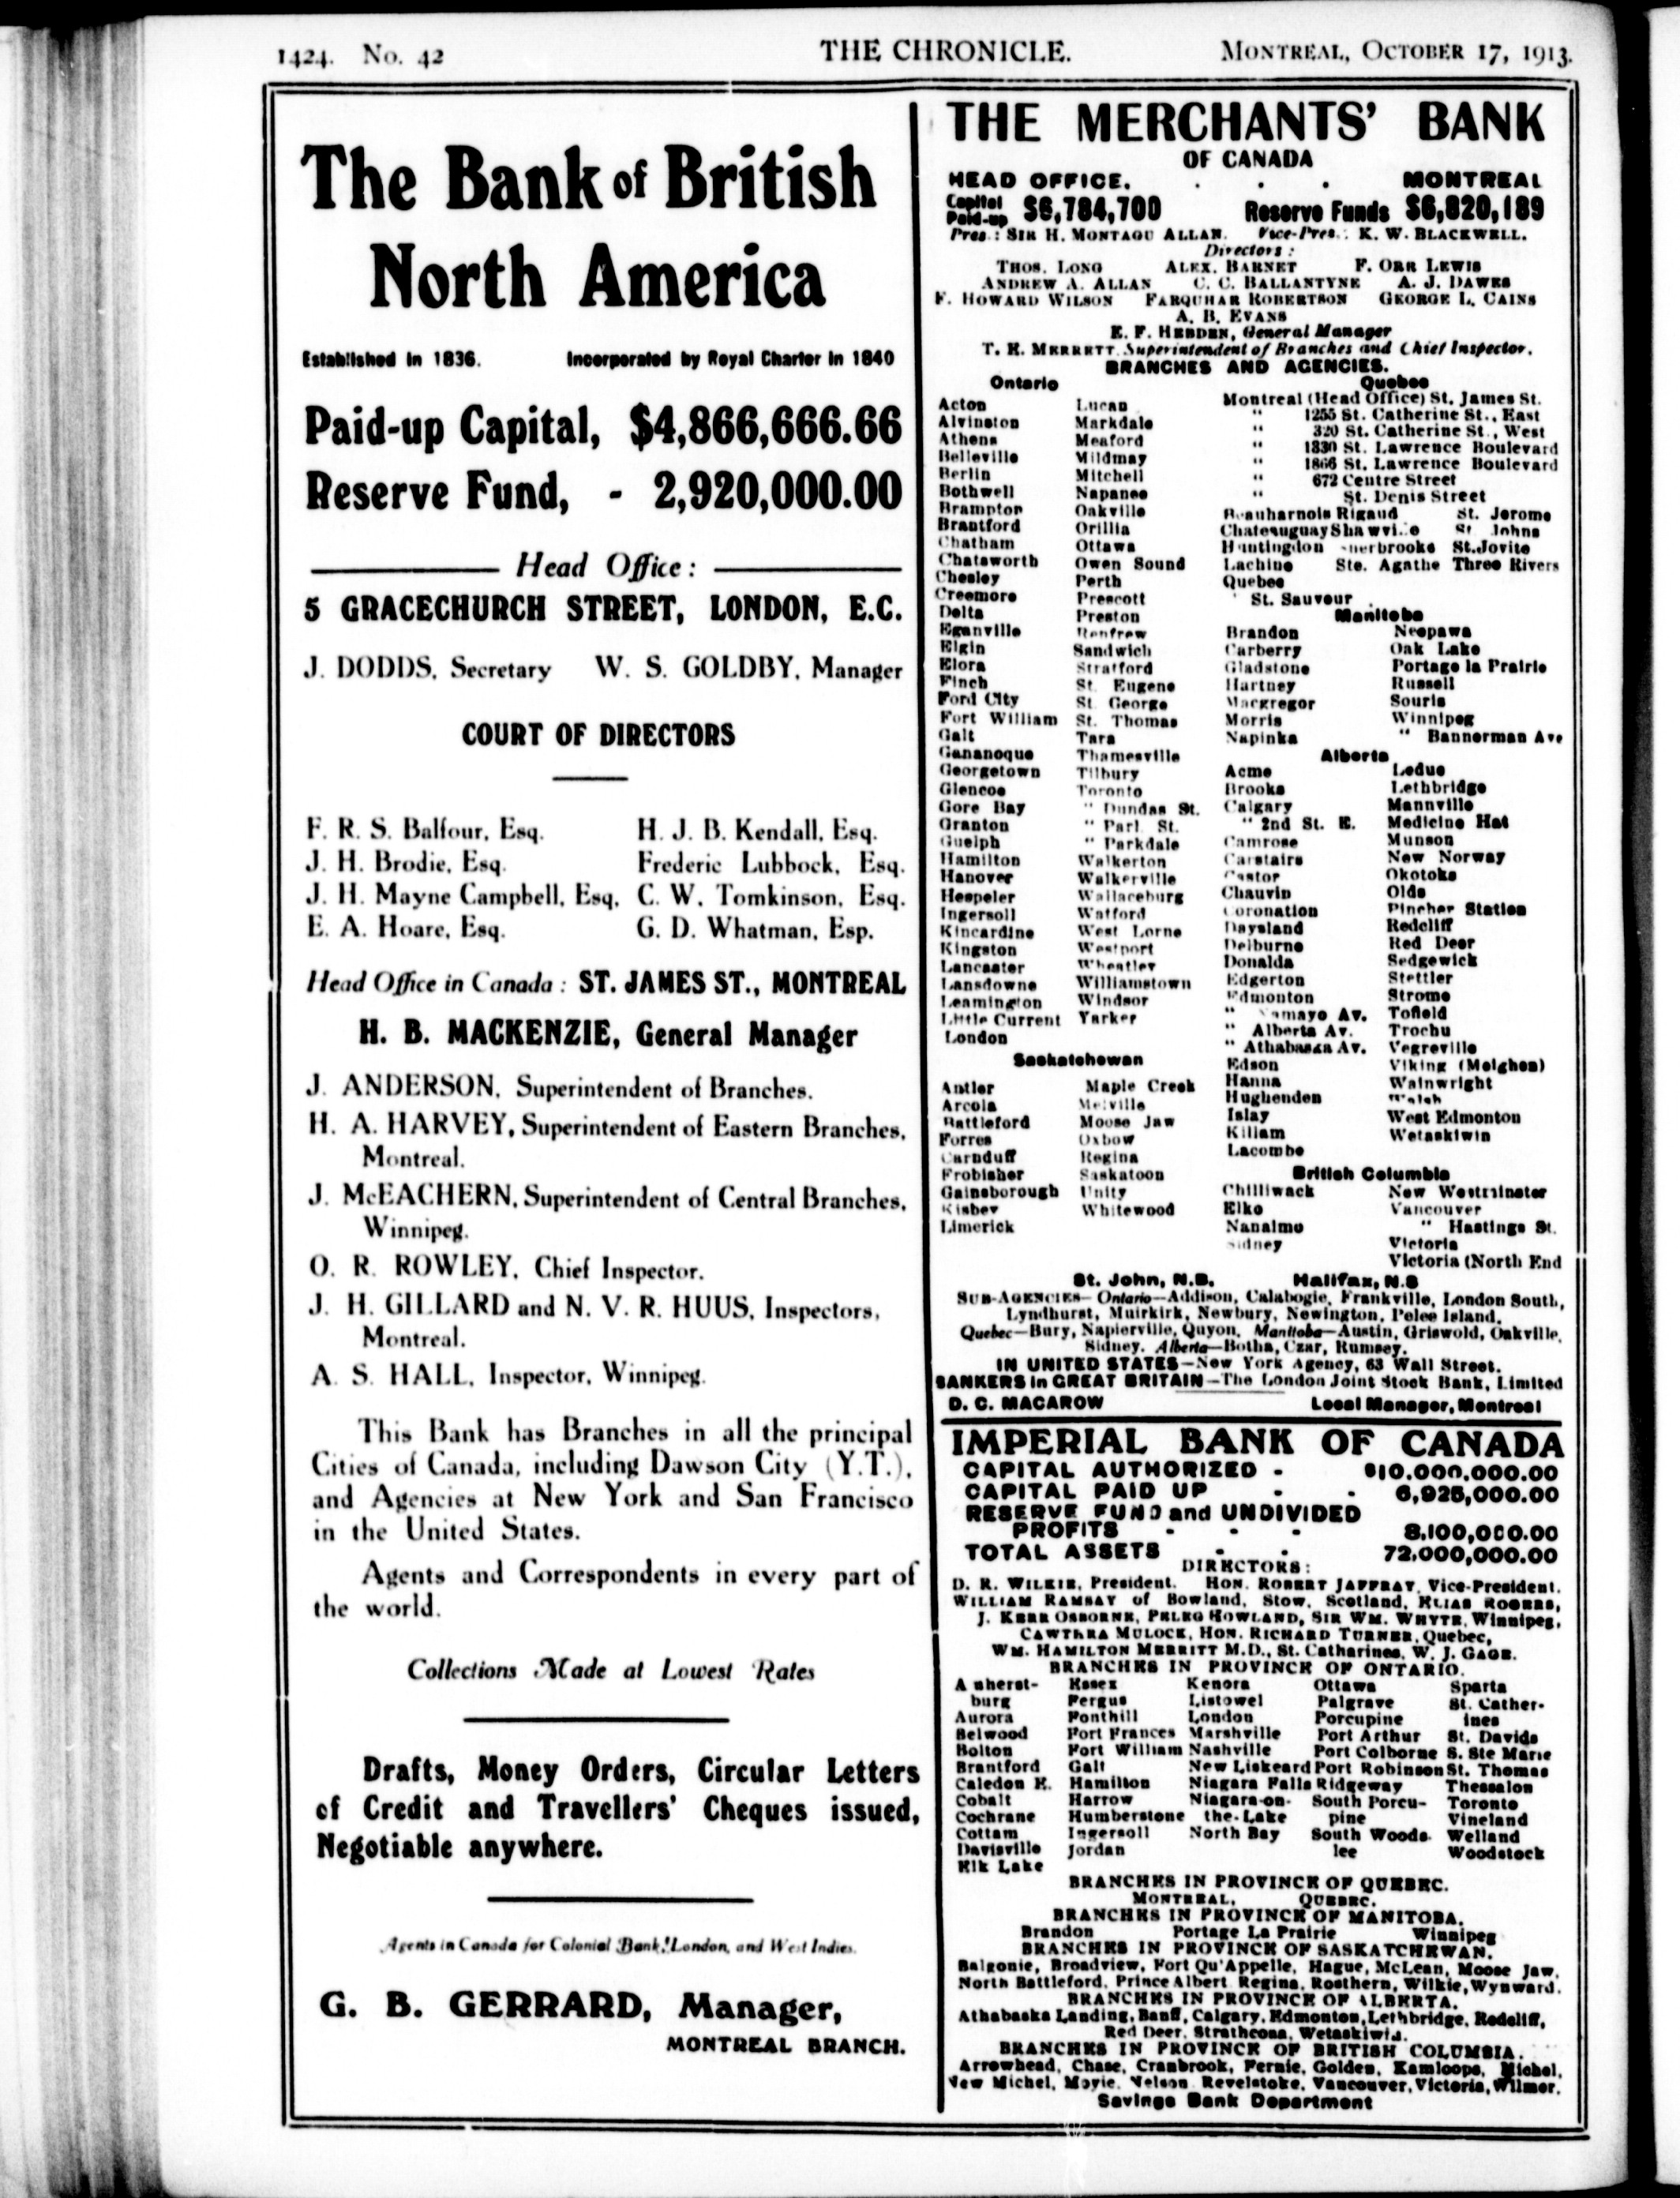 1424. No. 42 THE CHRONICLE. MONTREAL, OCTOBER 17, 1913.
The Bank of British
North America
Established in 1836. Incorporated by Royal Charter in 1840
Paid-up Capital, $4,866,666.66
Reserve Fund, - 2,920,000.00
Head Office:
5 GRACECHURCH STREET, LONDON, E.C.
J. DODDS, Secretary W. S. GOLDBY, Manager
COURT OF DIRECTORS
F. R. S. Balfour, Esq. H. J. B. Kendall, Esq.
J. H. Brodie, Esq. Frederic Lubbock, Esq.
J. H. Mayne Campbell, Esq. C. W. Tomkinson, Esq.
E. A. Hoare, Esq. G. D. Whatman, Esp.
Head Office in Canada: ST. JAMES ST., MONTREAL
H. B. MACKENZIE, General Manager
J. ANDERSON, Superintendent of Branches.
H. A. HARVEY, Superintendent of Eastern Branches,
Montreal.
J. McEACHERN, Superintendent of Central Branches,
Winnipeg.
O. R. ROWLEY, Chief Inspector.
J. H. GILLARD and N. V. R. HUUS, Inspectors,
Montreal.
A. S. HALL, Inspector, Winnipeg.
This Bank has Branches in all the principal
Cities of Canada, including Dawson City (Y.T.),
and Agencies at New York and San Francisco
in the United States.
Agents and Correspondents in every part of
the world.
Collections Made at Lowest Rates
Drafts, Money Orders, Circular Letters
of Credit and Travellers' Cheques issued,
Negotiable anywhere.
Agents in Canada for Colonial Bank, London, and West Indies.
G. B. GERRARD, Manager,
MONTREAL BRANCH.
THE MERCHANTS' BANK
OF CANADA
HEAD OFFICE. . . . MONTREAL
Capital Paid-up $6,784,700 Reserve Funds $6,820,189
Pres.: SIR H. MONTAGU ALLAN. Vice-Pres.: K. W. BLACKWELL.
Directors:
THOS. LONG ALEX. BARNET F. ORR LEWIS
ANDREW A. ALLAN C. C. BALLANTYNE A. J. DAWES
F. HOWARD WILSON FARQUHAR ROBERTSON GEORGE L. CAINS
A. B. EVANS
E. F. HEBDEN, General Manager
T. E. MERRETT, Superintendent of Branches and Chief Inspector.
BRANCHES AND AGENCIES.
Ontario
Acton Lucan
Alvinston Markdale
Athens Meaford
Belleville Mildmay
Berlin Mitchell
Bothwell Napanee
Brampton Oakville
Brantford Orillia
Chatham Ottawa
Chatsworth Owen Sound
Chesley Perth
Creemore Prescott
Delta Preston
Eganville Renfrew
Elgin Sandwich
Elora Stratford
Finch St. Eugene
Ford City St. George
Fort William St. Thomas
Galt Tara
Gananoque Thamesville
Georgetown Tilbury
Glencoe Toronto
Gore Bay " Dundas St.
Granton " Parl. St.
Guelph " Parkdale
Hamilton Walkerton
Hanover Walkerville
Hespeler Wallaceburg
Ingersoll Watford
Kincardine West Lorne
Kingston Westport
Lancaster Wheatley
Lansdowne Williamstown
Leamington Windsor
Little Current Yarker
London
Saskatchewan
Antler Maple Creek
Arcola Melville
Battleford Moose Jaw
Forres Oxbow
Carnduff Regina
Frobisher Saskatoon
Gainsborough Unity
Kisbey Whitewood
Limerick
Quebec
Montreal (Head Office) St. James St.
" 1255 St. Catherine St., East
" 320 St. Catherine St., West
" 1330 St. Lawrence Boulevard
" 1866 St. Lawrence Boulevard
" 672 Centre Street
" St. Denis Street
Beauharnois Rigaud St. Jerome
Chateauguay Shawville St. Johns
Huntingdon Sherbrooke St. Jovite
Lachine Ste. Agathe Three Rivers
Quebec
" St. Sauveur
Manitoba
Brandon Neepawa
Carberry Oak Lake
Gladstone Portage la Prairie
Hartney Russell
Macgregor Souris
Morris Winnipeg
Napinka " Bannerman Ave
Alberta
Acme Leduc
Brooks Lethbridge
Calgary Mannville
" 2nd St. E. Medicine Hat
Camrose Munson
Carstairs New Norway
Castor Okotoks
Chauvin Olds
Coronation Pincher Station
Daysland Redcliff
Delburne Red Deer
Donalda Sedgewick
Edgerton Stettler
Edmonton Strome
" Namayo Av. Tofield
" Alberta Av. Trochu
" Athabasca Av. Vegreville
Edson Viking (Meighen)
Hanna Wainwright
Hughenden Walsh
Islay West Edmonton
Killam Wetaskiwin
Lacombe
British Columbia
Chilliwack New Westminster
Elko Vancouver
Nanaimo " Hastings St.
Sidney Victoria
Victoria (North End
St. John, N.B. Halifax, N.S
SUB-AGENCIES—Ontario—Addison, Calabogie, Frankville, London South,
Lyndhurst, Muirkirk, Newbury, Newington, Pelee Island.
Quebec—Bury, Napierville, Quyon. Manitoba—Austin, Griswold, Oakville,
Sidney. Alberta—Botha, Czar, Rumsey.
IN UNITED STATES—New York Agency, 63 Wall Street.
BANKERS in GREAT BRITAIN—The London Joint Stock Bank, Limited
D. C. MACAROW Local Manager, Montreal
IMPERIAL BANK OF CANADA
CAPITAL AUTHORIZED - $10,000,000.00
CAPITAL PAID UP - - 6,925,000.00
RESERVE FUND and UNDIVIDED
PROFITS - - - 8,100,000.00
TOTAL ASSETS - - 72,000,000.00
DIRECTORS:
D. R. WILKIE, President. HON. ROBERT JAFFRAY, Vice-President.
WILLIAM RAMSAY of Bowland, Stow, Scotland, ELIAS ROGERS,
J. KERR OSBORNE, PELEG HOWLAND, SIR WM. WHYTE, Winnipeg,
CAWTHRA MULOCK, HON. RICHARD TURNER, Quebec,
WM. HAMILTON MERRITT M.D., St. Catharines, W. J. GAGE.
BRANCHES IN PROVINCE OF ONTARIO.
Amherst- Essex Kenora Ottawa Sparta
burg Fergus Listowel Palgrave St. Cather-
Aurora Fonthill London Porcupine ines
Belwood Fort Frances Marshville Port Arthur St. Davids
Bolton Fort William Nashville Port Colborne S. Ste Marie
Brantford Galt New Liskeard Port Robinson St. Thomas
Caledon E. Hamilton Niagara Falls Ridgeway Thessalon
Cobalt Harrow Niagara-on- South Porcu- Toronto
Cochrane Humberstone the-Lake pine Vineland
Cottam Ingersoll North Bay South Woods- Welland
Davisville Jordan lee Woodstock
Elk Lake
BRANCHES IN PROVINCE OF QUEBEC.
MONTREAL. QUEBEC.
BRANCHES IN PROVINCE OF MANITOBA.
Brandon Portage La Prairie Winnipeg
BRANCHES IN PROVINCE OF SASKATCHEWAN.
Balgonie, Broadview, Fort Qu'Appelle, Hague, McLean, Moose Jaw,
North Battleford, Prince Albert Regina, Rosthern, Wilkie, Wynward.
BRANCHES IN PROVINCE OF ALBERTA.
Athabaska Landing, Banff, Calgary, Edmonton, Lethbridge, Redcliff,
Red Deer, Strathcona, Wetaskiwin.
BRANCHES IN PROVINCE OF BRITISH COLUMBIA.
Arrowhead, Chase, Cranbrook, Fernie, Golden, Kamloops, Michel,
New Michel, Moyie, Nelson Revelstoke, Vancouver, Victoria, Wilmer.
Savings Bank Department